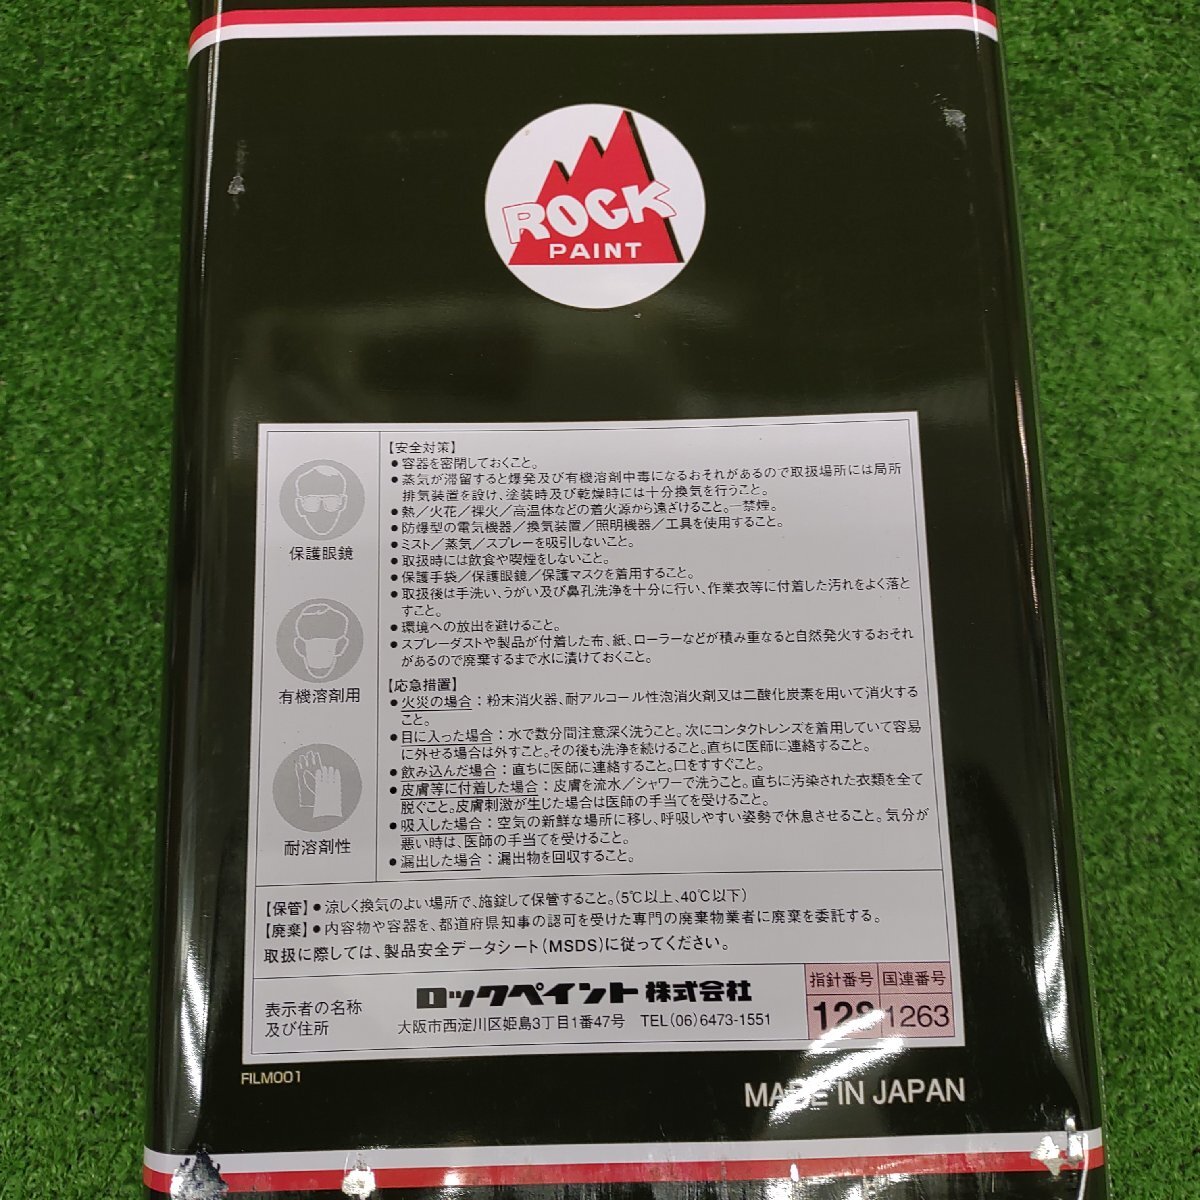 ROCK
PAINT
保護眼鏡
有機溶剤用
耐溶剤性
【安全対策】
●容器を密閉しておくこと。
●蒸気が滞留すると爆発及び有機溶剤中毒になるおそれがあるので取扱場所には局所
排気装置を設け、塗装時及び乾燥時には十分換気を行うこと。
●熱／火花／裸火／高温体などの着火源から遠ざけること。一禁煙。
●防爆型の電気機器／換気装置／照明機器／工具を使用すること。
●ミスト／蒸気／スプレーを吸引しないこと。
●取扱時には飲食や喫煙をしないこと。
●保護手袋／保護眼鏡／保護マスクを着用すること。
●取扱後は手洗い、うがい及び鼻孔洗浄を十分に行い、作業衣等に付着した汚れをよく落と
すこと。
●環境への放出を避けること。
●スプレーダストや製品が付着した布、紙、ローラーなどが積み重なると自然発火するおそれ
があるので廃棄するまで水に漬けておくこと。
【応急措置】
●火災の場合：粉末消火器、耐アルコール性泡消火剤又は二酸化炭素を用いて消火する
こと。
●目に入った場合：水で数分間注意深く洗うこと。次にコンタクトレンズを着用していて容易
に外せる場合は外すこと。その後も洗浄を続けること。直ちに医師に連絡すること。
●飲み込んだ場合：直ちに医師に連絡すること。口をすすぐこと。
●皮膚等に付着した場合：皮膚を流水／シャワーで洗うこと。直ちに汚染された衣類を全て
脱ぐこと。皮膚刺激が生じた場合は医師の手当てを受けること。
●吸入した場合：空気の新鮮な場所に移し、呼吸しやすい姿勢で休息させること。気分が
悪い時は、医師の手当てを受けること。
●漏出した場合：漏出物を回収すること。
【保管】●涼しく換気のよい場所で、施錠して保管すること。(5℃以上、40℃以下)
【廃棄】●内容物や容器を、都道府県知事の認可を受けた専門の廃棄物業者に廃棄を委託する。
取扱に際しては、製品安全データシート(MSDS)に従ってください。
表示者の名称
及び住所
ロックペイント株式会社
大阪市西淀川区姫島3丁目1番47号 TEL(06)6473-1551
指針番号 国連番号
128 1263
FILM001
MADE IN JAPAN